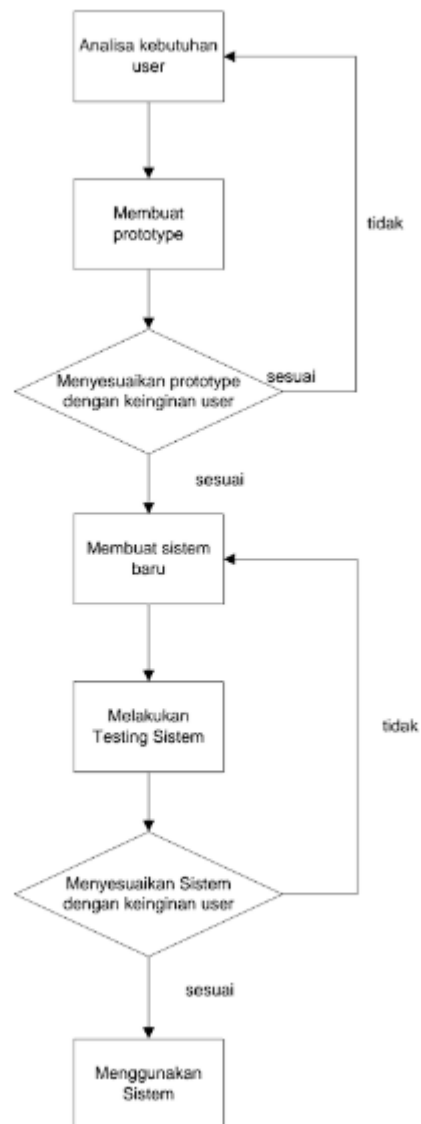 Analisa kebutuhan
user
Membuat
prototype
tidak
Menyesuaikan prototype
dengan keinginan user
sesuai
sesuai
Membuat sistem
baru
Melakukan
Testing Sistem
tidak
Menyesuaikan Sistem
dengan keinginan user
sesuai
Menggunakan
Sistem